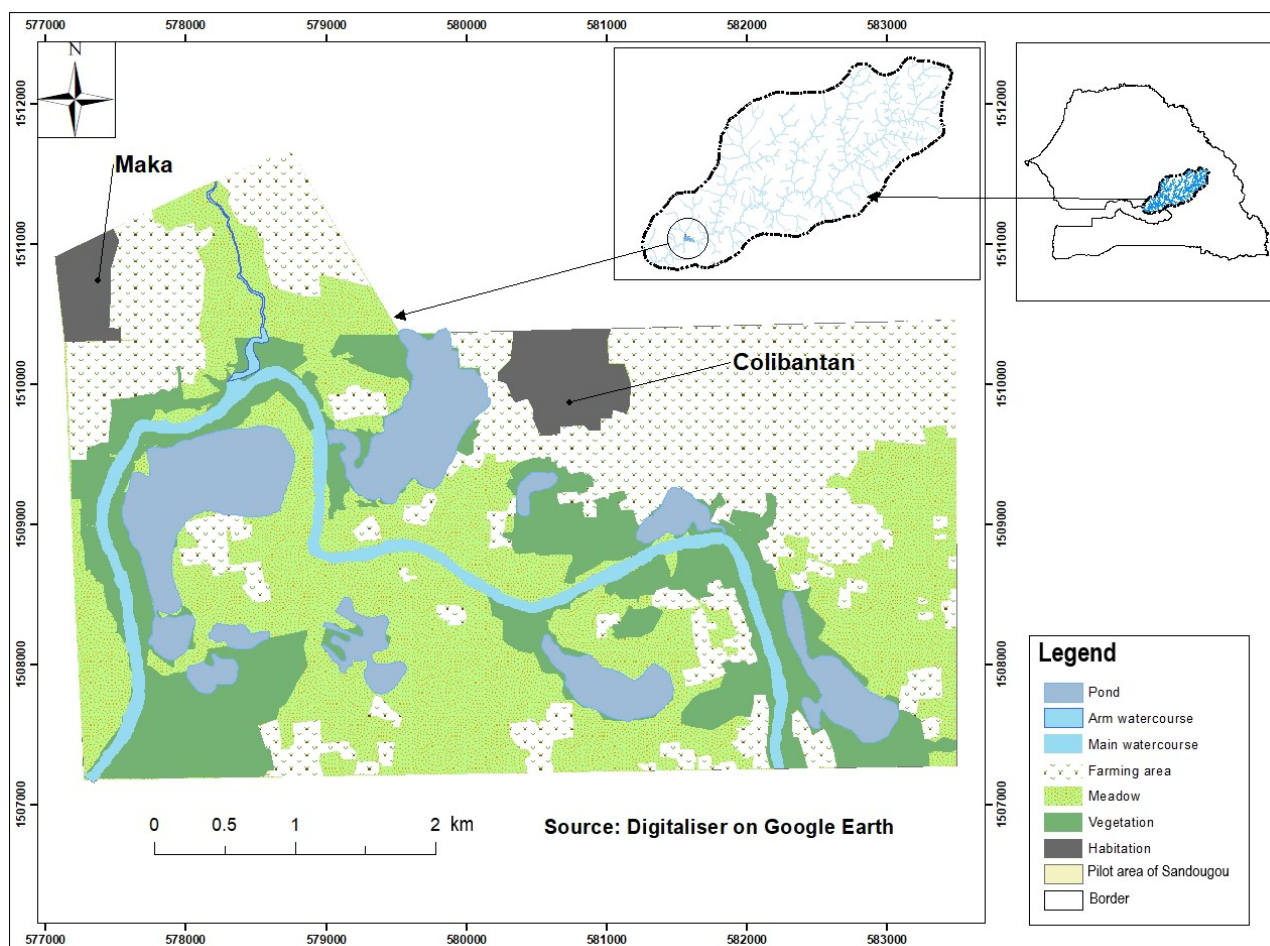 577000 578000 579000 580000 581000 582000 583000
N
1512000 1512000
Maka
1511000 1511000
Colibantan
1510000 1510000
1509000 1509000
1508000 1508000
1507000 1507000
Legend
Pond
Arm watercourse
Main watercourse
Farming area
Meadow
Vegetation
Habitation
Pilot area of Sandougou
Border
0 0.5 1 2 km
Source: Digitaliser on Google Earth
577000 578000 579000 580000 581000 582000 583000